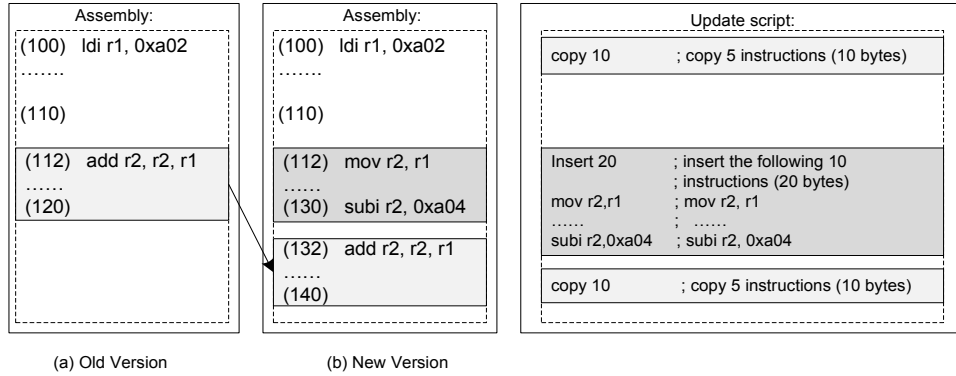 Assembly:
(100) ldi r1, 0xa02
.......
(110)
(112) add r2, r2, r1
......
(120)
(a) Old Version
Assembly:
(100) ldi r1, 0xa02
.......
(110)
(112) mov r2, r1
......
(130) subi r2, 0xa04
(132) add r2, r2, r1
......
(140)
(b) New Version
Update script:
copy 10 ; copy 5 instructions (10 bytes)
Insert 20 ; insert the following 10
; instructions (20 bytes)
mov r2,r1 ; mov r2, r1
...... ; ......
subi r2,0xa04 ; subi r2, 0xa04
copy 10 ; copy 5 instructions (10 bytes)